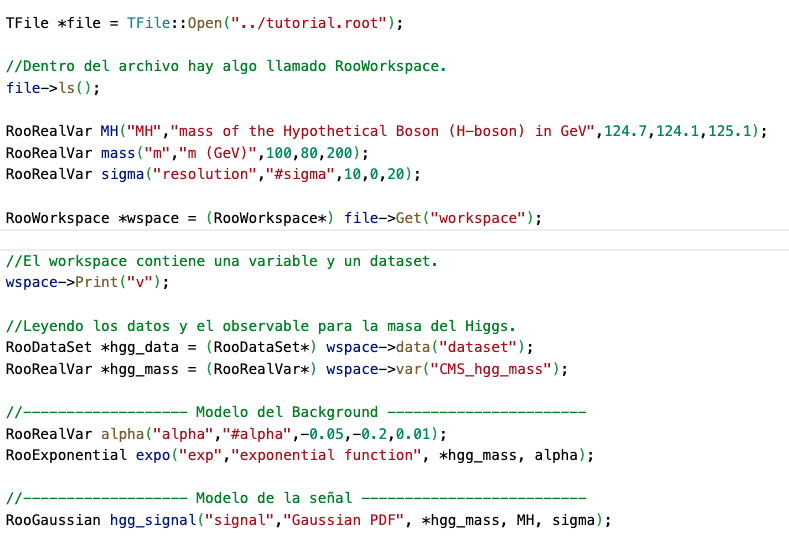 TFile *file = TFile::Open("../tutorial.root");
//Dentro del archivo hay algo llamado RooWorkspace.
file->ls();
RooRealVar MH("MH","mass of the Hypothetical Boson (H-boson) in GeV",124.7,124.1,125.1);
RooRealVar mass("m","m (GeV)",100,80,200);
RooRealVar sigma("resolution","#sigma",10,0,20);
RooWorkspace *wspace = (RooWorkspace*) file->Get("workspace");
//El workspace contiene una variable y un dataset.
wspace->Print("v");
//Leyendo los datos y el observable para la masa del Higgs.
RooDataSet *hgg_data = (RooDataSet*) wspace->data("dataset");
RooRealVar *hgg_mass = (RooRealVar*) wspace->var("CMS_hgg_mass");
//------------------- Modelo del Background -----------------------
RooRealVar alpha("alpha","#alpha",-0.05,-0.2,0.01);
RooExponential expo("exp","exponential function", *hgg_mass, alpha);
//------------------- Modelo de la señal --------------------------
RooGaussian hgg_signal("signal","Gaussian PDF", *hgg_mass, MH, sigma);